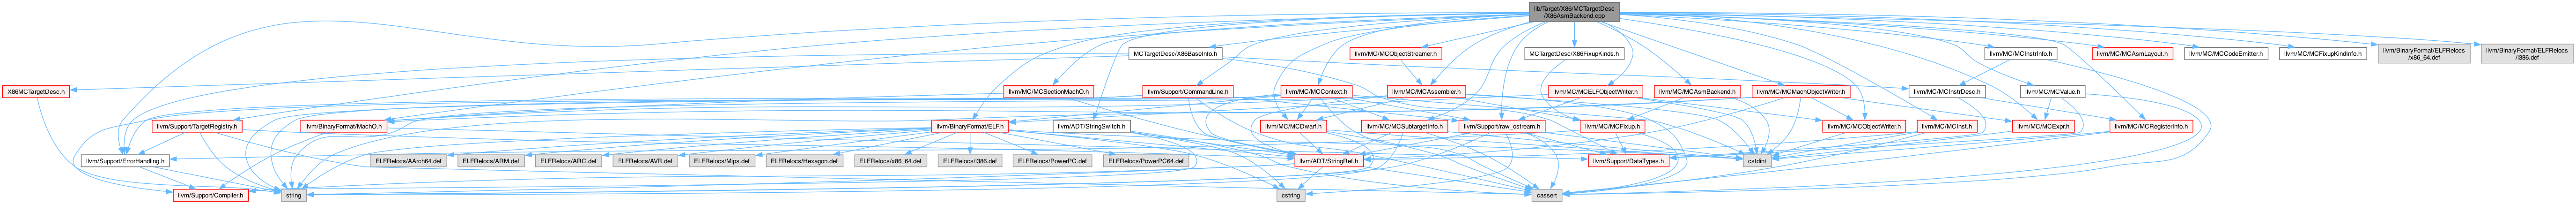 lib/Target/X86/MCTargetDesc
/X86AsmBackend.cpp
MCTargetDesc/X86BaseInfo.h
llvm/MC/MCObjectStreamer.h
MCTargetDesc/X86FixupKinds.h
llvm/MC/MCInstrInfo.h
llvm/MC/MCAsmLayout.h
llvm/MC/MCCodeEmitter.h
llvm/MC/MCFixupKindInfo.h
llvm/BinaryFormat/ELFRelocs
/x86_64.def
llvm/BinaryFormat/ELFRelocs
/i386.def
X86MCTargetDesc.h
llvm/MC/MCSectionMachO.h
llvm/Support/CommandLine.h
llvm/MC/MCContext.h
llvm/MC/MCAssembler.h
llvm/MC/MCELFObjectWriter.h
llvm/MC/MCAsmBackend.h
llvm/MC/MCMachObjectWriter.h
llvm/MC/MCInstrDesc.h
llvm/MC/MCValue.h
llvm/Support/TargetRegistry.h
llvm/BinaryFormat/MachO.h
llvm/BinaryFormat/ELF.h
llvm/ADT/StringSwitch.h
llvm/MC/MCDwarf.h
llvm/MC/MCSubtargetInfo.h
llvm/Support/raw_ostream.h
llvm/MC/MCFixup.h
llvm/MC/MCObjectWriter.h
llvm/MC/MCInst.h
llvm/MC/MCExpr.h
llvm/MC/MCRegisterInfo.h
llvm/Support/ErrorHandling.h
ELFRelocs/AArch64.def
ELFRelocs/ARM.def
ELFRelocs/ARC.def
ELFRelocs/AVR.def
ELFRelocs/Mips.def
ELFRelocs/Hexagon.def
ELFRelocs/x86_64.def
ELFRelocs/i386.def
ELFRelocs/PowerPC.def
ELFRelocs/PowerPC64.def
llvm/ADT/StringRef.h
llvm/Support/DataTypes.h
cstdint
llvm/Support/Compiler.h
string
cstring
cassert